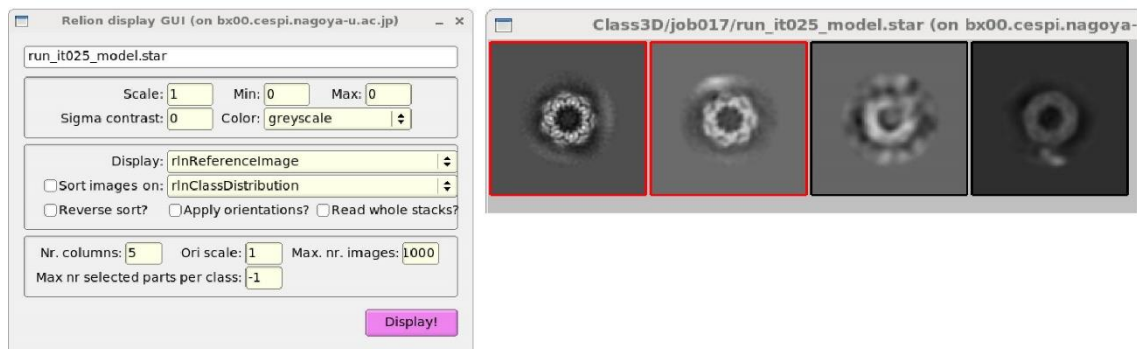 Relion display GUI (on bx00.cespi.nagoya-u.ac.jp)
run_it025_model.star
Scale: 1 Min: 0 Max: 0
Sigma contrast: 0 Color: greyscale
Display: rlnReferenceImage
Sort images on: rlnClassDistribution
Reverse sort? Apply orientations? Read whole stacks?
Nr. columns: 5 Ori scale: 1 Max. nr. images: 1000
Max nr selected parts per class: -1
Display!
Class3D/job017/run_it025_model.star (on bx00.cespi.nagoya-